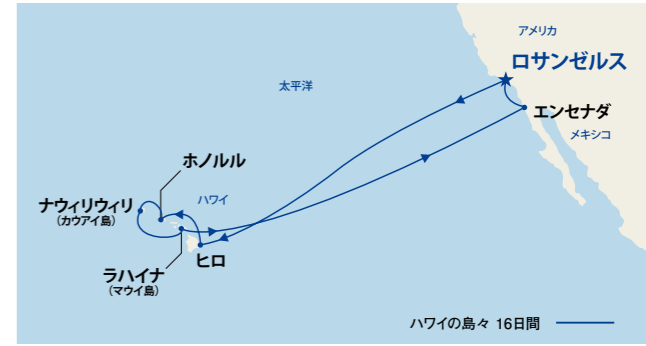 アメリカ
ロサンゼルス
太平洋
エンセナダ
メキシコ
ホノルル
ナウィリウィリ
（カウアイ島）
ハワイ
ヒロ
ラハイナ
（マウイ島）
ハワイの島々 16日間